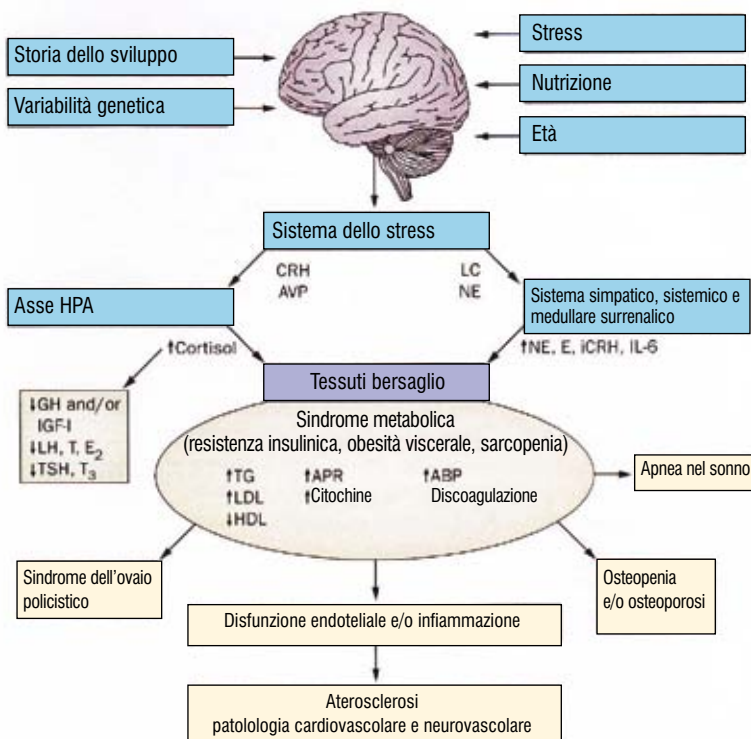 Storia dello sviluppo
Variabilità genetica
Stress
Nutrizione
Età
Sistema dello stress
CRH
AVP
LC
NE
Asse HPA
Sistema simpatico, sistemico e
medullare surrenalico
↑Cortisol
↑NE, E, iCRH, IL-6
Tessuti bersaglio
↓GH and/or
IGF-I
↓LH, T, E₂
↓TSH, T₃
Sindrome metabolica
(resistenza insulinica, obesità viscerale, sarcopenia)
↑TG
↑LDL
↓HDL
↑APR
↑Citochine
↑ABP
Discoagulazione
Apnea nel sonno
Sindrome dell'ovaio
policistico
Osteopenia
e/o osteoporosi
Disfunzione endoteliale e/o infiammazione
Aterosclerosi
patolologia cardiovascolare e neurovascolare